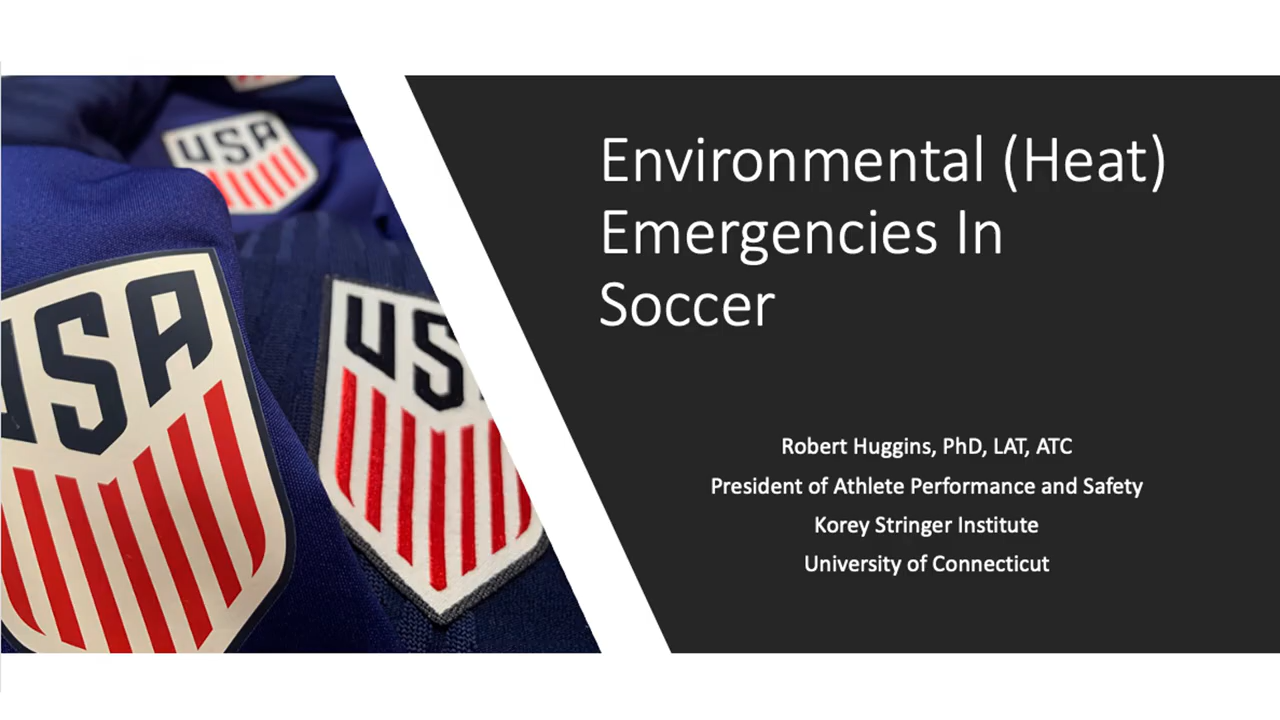 USA
USA
US
Environmental (Heat)
Emergencies In
Soccer
Robert Huggins, PhD, LAT, ATC
President of Athlete Performance and Safety
Korey Stringer Institute
University of Connecticut